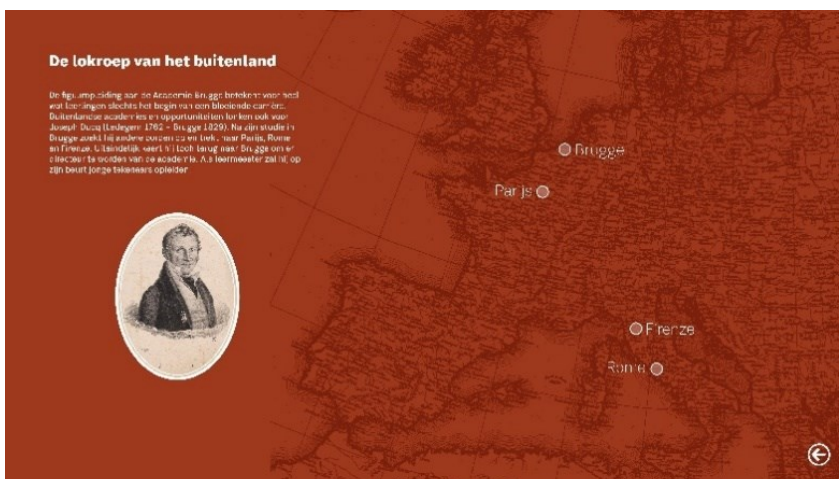 De lokroep van het buitenland
De figuuropleiding aan de Academie Brugge betekent voor heel
wat leerlingen slechts het begin van een bloeiende carrière.
Buitenlandse academies en opportuniteiten lonken ook voor
Joseph Ducq (Ledegem 1762 – Brugge 1829). Na zijn studie in
Brugge zoekt hij andere oorden op en trekt naar Parijs, Rome
en Firenze. Uiteindelijk keert hij toch terug naar Brugge om er
directeur te worden van de academie. Als leermeester zal hij op
zijn beurt jonge tekenaars opleiden
Brugge
Parijs
Firenze
Rome